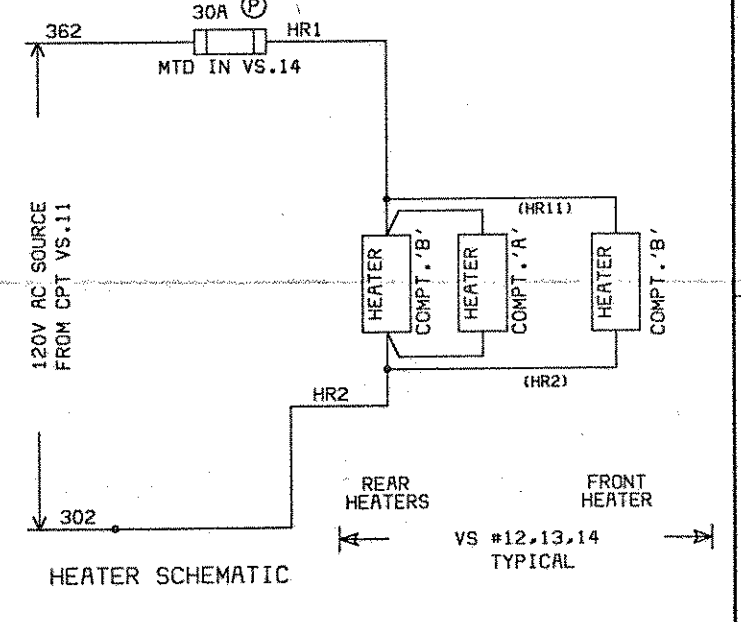 30A P
362
HR1
MTD IN VS.14
120V AC SOURCE
FROM CPT VS.11
(HR11)
HEATER
COMPT.'B'
HEATER
COMPT.'A'
HEATER
COMPT.'B'
(HR2)
HR2
REAR
HEATERS
FRONT
HEATER
302
VS #12,13,14
TYPICAL
HEATER SCHEMATIC